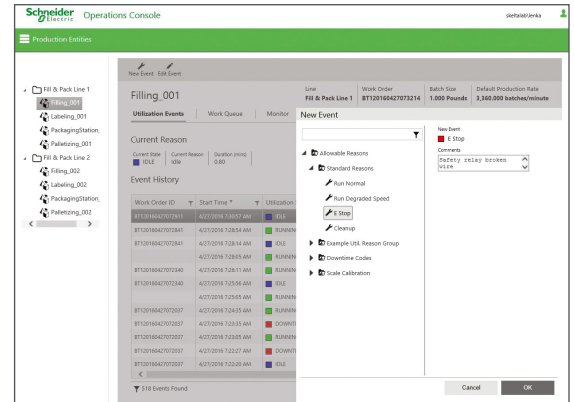 Schneider Electric Operations Console
skeftalali\Jenka
Production Entities
Fill & Pack Line 1
Filling_001
Labeling_001
PackagingStation_
Palletizing_001
Fill & Pack Line 2
Filling_002
Labeling_002
PackagingStation_
Palletizing_002
New Event Edit Event
Filling_001
Line
Fill & Pack Line 1
Work Order
BT120160427073214
Batch Size
1.000 Pounds
Default Production Rate
3,360.000 batches/minute
Utilization Events Work Queue Monitor
Current Reason
Current State Current Reason Duration (mins)
IDLE Idle 0.80
Event History
Work Order ID Start Time Utilization
BT120160427072911 4/27/2016 7:30:57 AM IDLE
BT120160427072841 4/27/2016 7:28:54 AM RUNNIN
BT120160427072841 4/27/2016 7:28:14 AM IDLE
4/27/2016 7:28:05 AM RUNNIN
BT120160427072340 4/27/2016 7:28:11 AM RUNNIN
BT120160427072340 4/27/2016 7:25:36 AM IDLE
4/27/2016 7:25:05 AM RUNNIN
BT120160427072037 4/27/2016 7:24:35 AM RUNNIN
BT120160427072037 4/27/2016 7:23:35 AM DOWNTI
BT120160427072037 4/27/2016 7:23:05 AM RUNNIN
BT120160427072037 4/27/2016 7:22:27 AM DOWNTI
BT120160427072037 4/27/2016 7:22:20 AM IDLE
518 Events Found
New Event
Allowable Reasons
Standard Reasons
Run Normal
Run Degraded Speed
E Stop
Cleanup
Example Util. Reason Group
Downtime Codes
Scale Calibration
New Event
E Stop
Comments
Safety relay broken
wire
Cancel OK